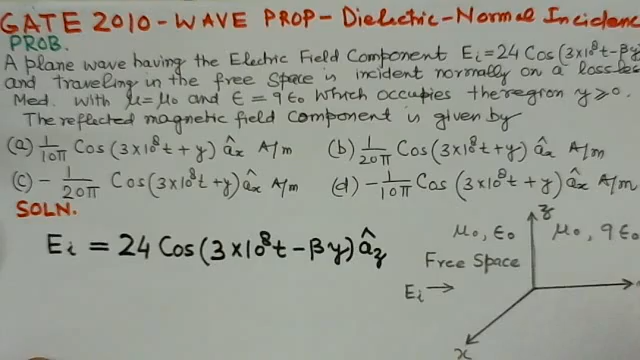 GATE 2010 - WAVE PROP - Dielectric - Normal Incidenc
PROB.
A plane wave having the Electric Field Component Ei = 24 Cos(3×10⁸t - βy)
and traveling in the free Space is incident normally on a lossless
Med. with μ=μ₀ and ϵ = 9ϵ₀ which occupies the region y ⩾ 0.
The reflected magnetic field component is given by
(a) 1/10π Cos(3×10⁸t + y) âx A/m (b) 1/20π Cos(3×10⁸t + y) âx A/m
(c) - 1/20π Cos(3×10⁸t + y) âx A/m (d) - 1/10π Cos(3×10⁸t + y) âx A/m
SOLN.
Ei = 24 Cos(3×10⁸t - βy) âz
z
μ₀, ϵ₀ μ₀, 9ϵ₀
Free Space
Ei →
x